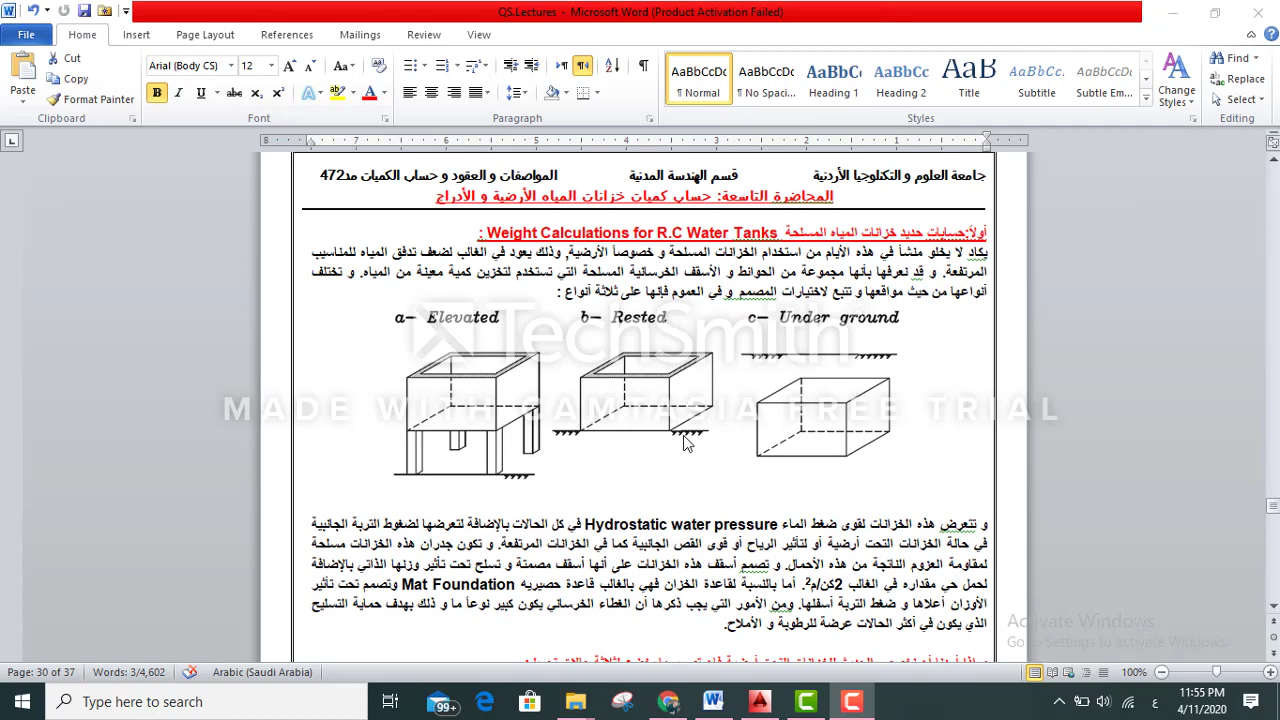 QS.Lectures - Microsoft Word (Product Activation Failed)
File Home Insert Page Layout References Mailings Review View
Paste Cut Copy Format Painter
Arial (Body CS) 12
AaBbCcDc AaBbCcDc AaBbC AaBbCc AaB AaBbCcL AaBbCcDc
¶ Normal ¶ No Spaci... Heading 1 Heading 2 Title Subtitle Subtle Em...
Change Styles
Find Replace Select
Clipboard Font Paragraph Styles Editing
8 7 6 5 4 3 2 1
جامعة العلوم و التكنلوجيا الأردنية قسم الهندسة المدنية المواصفات و العقود و حساب الكميات مد472
المحاضرة التاسعة: حساب كميات خزانات المياه الأرضية و الأدراج
أولاً:حسابات حديد خزانات المياه المسلحة Weight Calculations for R.C Water Tanks :
يكاد لا يخلو منشأ في هذه الأيام من استخدام الخزانات المسلحة و خصوصاً الأرضية, وذلك يعود في الغالب لضعف تدفق المياه للمناسيب
المرتفعة. و قد نعرفها بأنها مجموعة من الحوائط و الأسقف الخرسانية المسلحة التي تستخدم لتخزين كمية معينة من المياه. و تختلف
أنواعها من حيث مواقعها و تتبع لاختيارات المصمم و في العموم فإنها على ثلاثة أنواع :
a- Elevated b- Rested c- Under ground
TechSmith
MADE WITH CAMTASIA FREE TRIAL
و تتعرض هذه الخزانات لقوى ضغط الماء Hydrostatic water pressure في كل الحالات بالإضافة لتعرضها لضغوط التربة الجانبية
في حالة الخزانات التحت أرضية أو لتأثير الرياح أو قوى القص الجانبية كما في الخزانات المرتفعة. و تكون جدران هذه الخزانات مسلحة
لمقاومة العزوم الناتجة من هذه الأحمال. و تصمم أسقف هذه الخزانات على أنها أسقف مصمتة و تسلح تحت تأثير وزنها الذاتي بالإضافة
لحمل حي مقداره في الغالب 2كن/م². أما بالنسبة لقاعدة الخزان فهي بالغالب قاعدة حصيريه Mat Foundation وتصمم تحت تأثير
الأوزان أعلاها و ضغط التربة أسفلها. ومن الأمور التي يجب ذكرها أن الغطاء الخرساني يكون كبير نوعاً ما و ذلك بهدف حماية التسليح
الذي يكون في أكثر الحالات عرضة للرطوبة و الأملاح.
Activate Windows
Go to Settings to activate Windows.
Page: 30 of 37 Words: 3/4,602 Arabic (Saudi Arabia) 100%
Type here to search 99+ ع 11:55 PM
4/11/2020